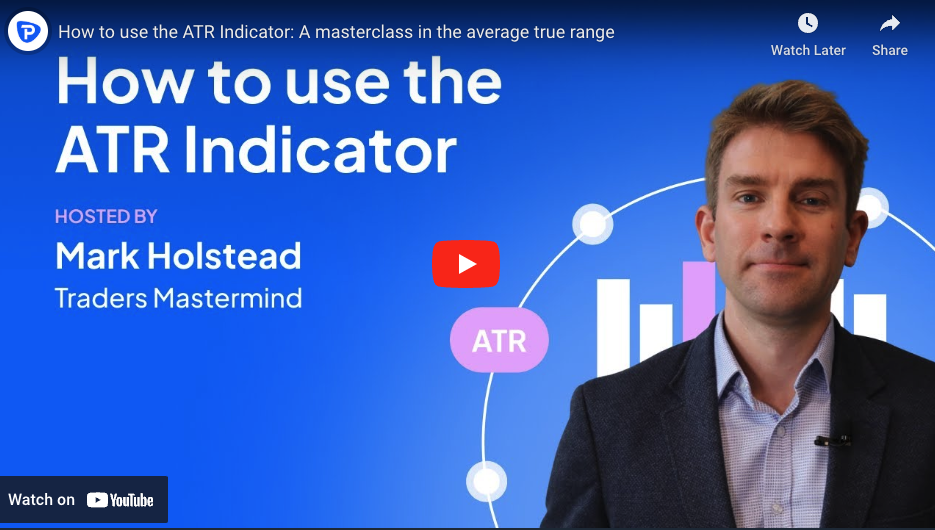 How to use the ATR Indicator: A masterclass in the average true range
Watch Later
Share
How to use the
ATR Indicator
HOSTED BY
Mark Holstead
Traders Mastermind
ATR
Watch on YouTube